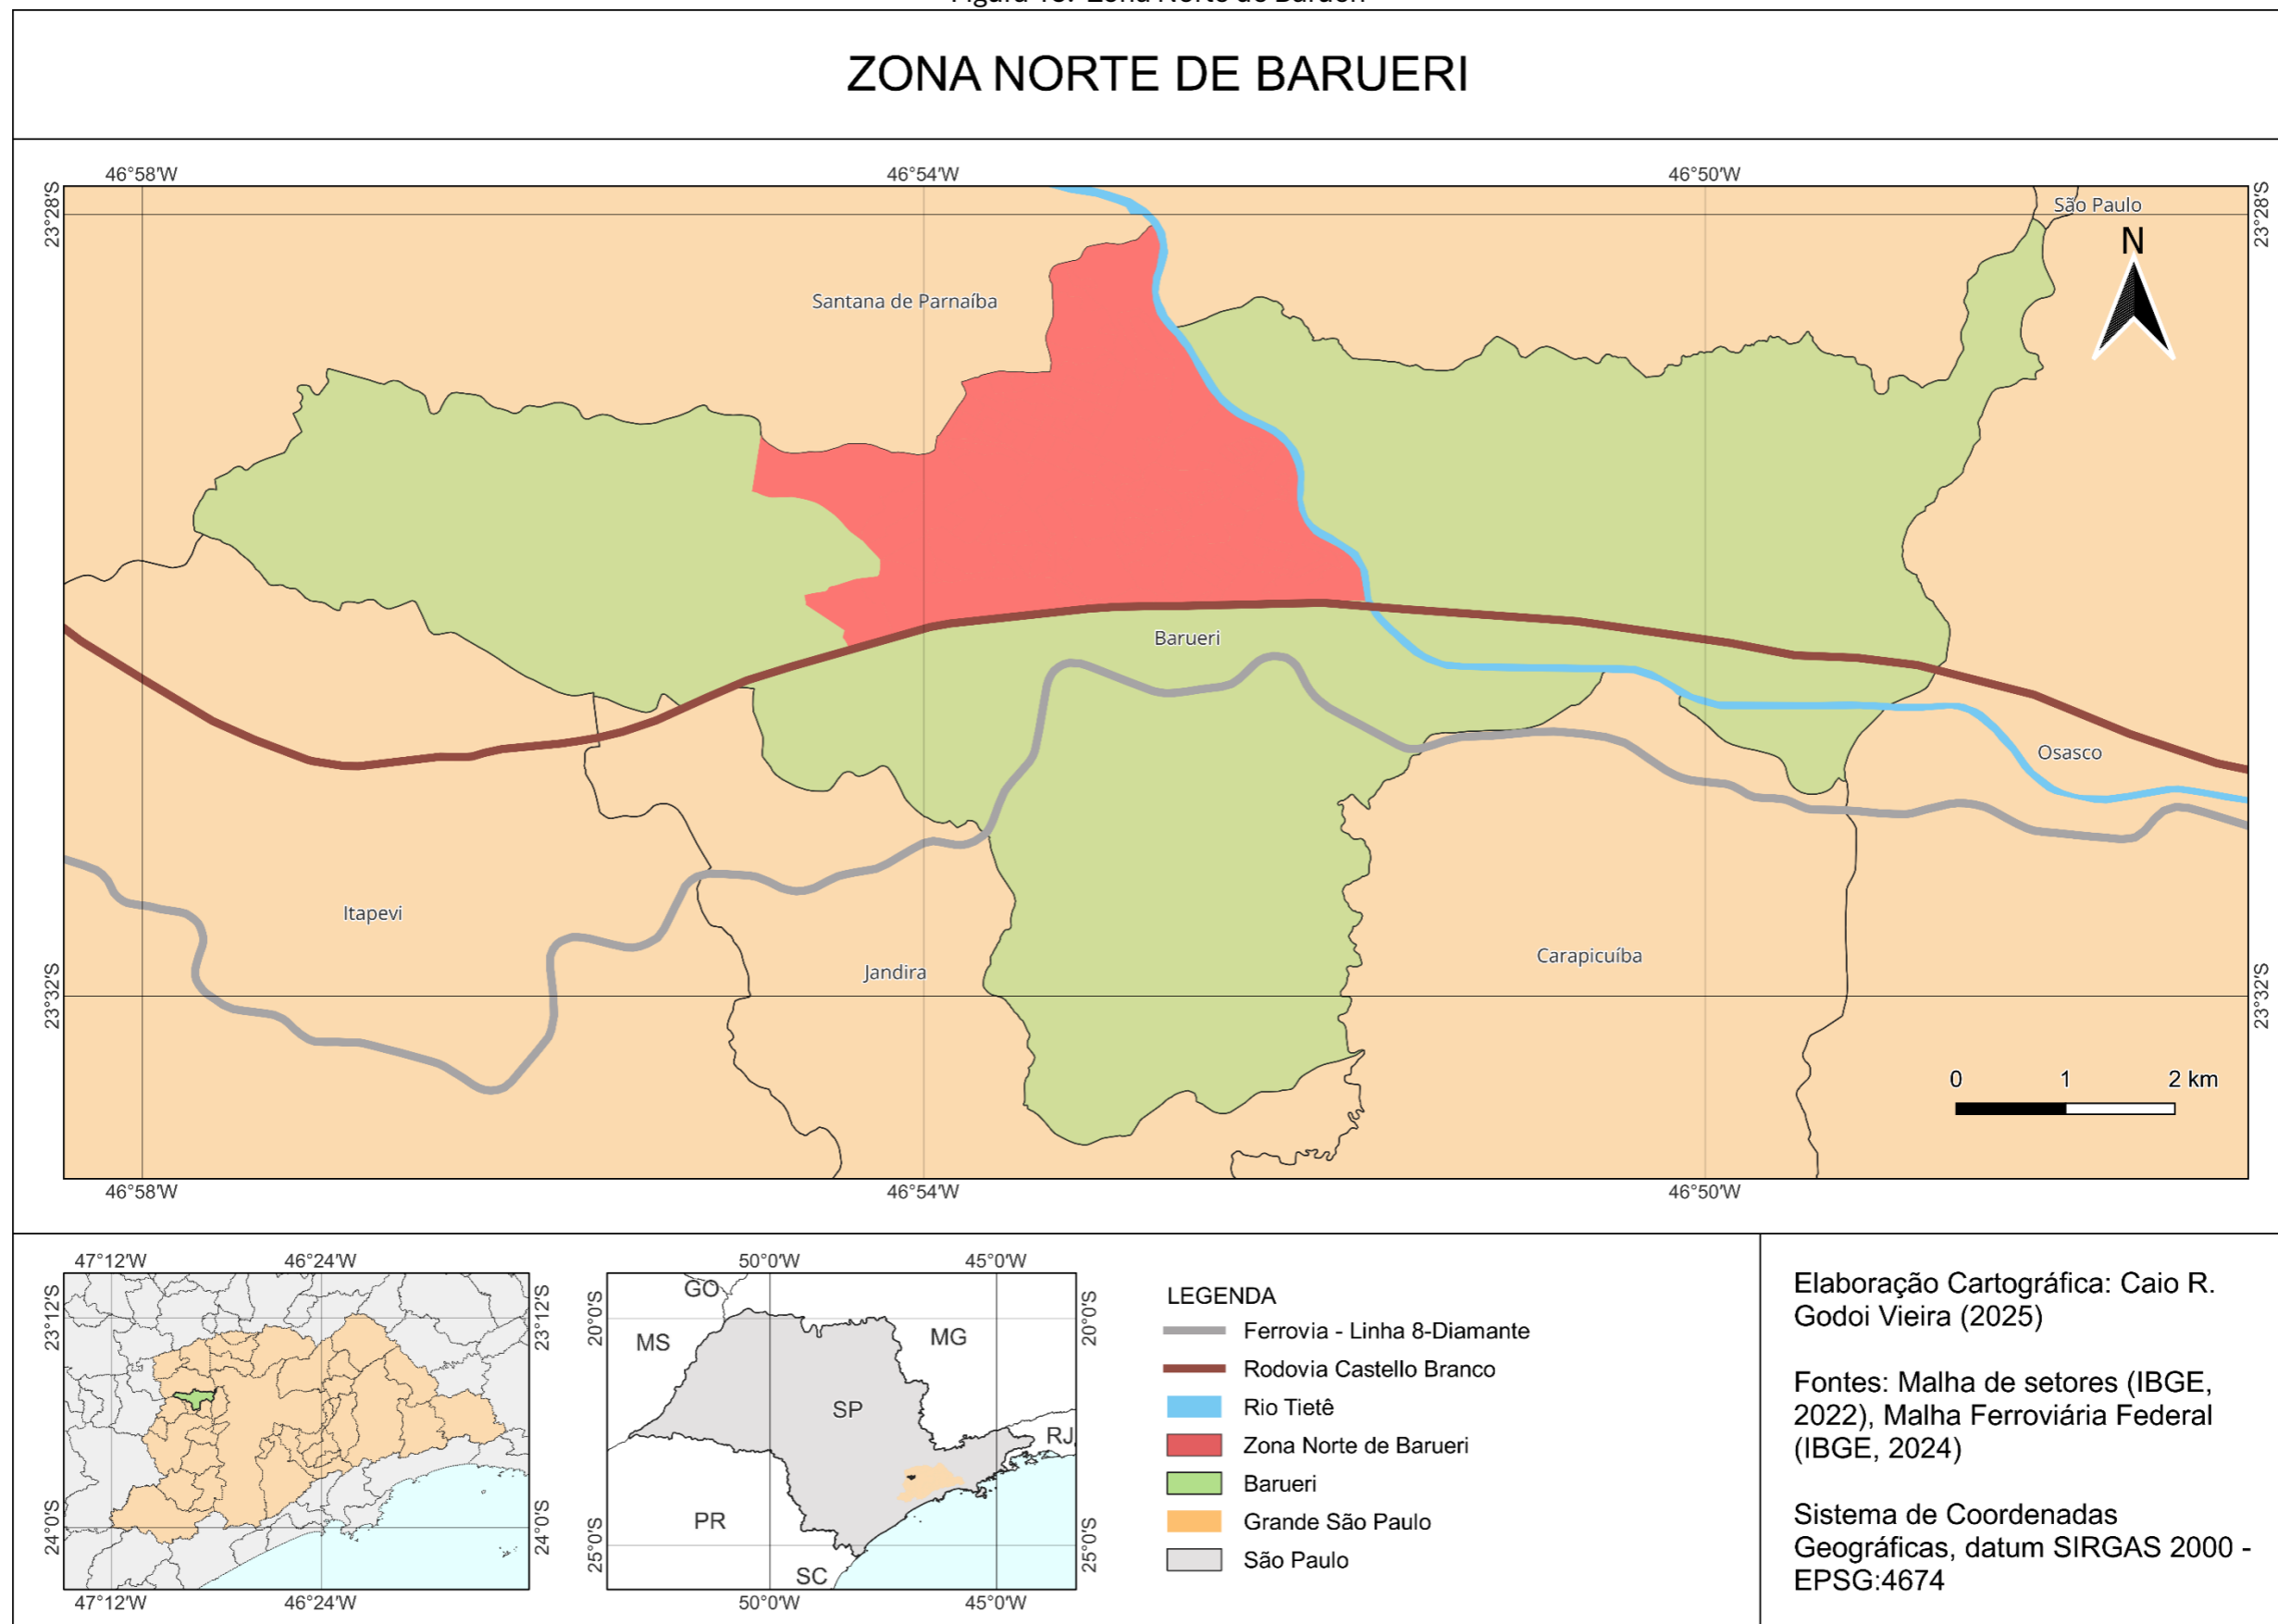 ZONA NORTE DE BARUERI
46°58'W 46°54'W 46°50'W
23°28'S 23°28'S
São Paulo
N
Santana de Parnaíba
Barueri
Osasco
Itapevi
Jandira
Carapicuíba
23°32'S 23°32'S
0 1 2 km
46°58'W 46°54'W 46°50'W
47°12'W 46°24'W
23°12'S 23°12'S
24°0'S 24°0'S
47°12'W 46°24'W
50°0'W 45°0'W
20°0'S 20°0'S
GO
MS
MG
SP
RJ
PR
SC
25°0'S 25°0'S
50°0'W 45°0'W
LEGENDA
Ferrovia - Linha 8-Diamante
Rodovia Castello Branco
Rio Tietê
Zona Norte de Barueri
Barueri
Grande São Paulo
São Paulo
Elaboração Cartográfica: Caio R.
Godoi Vieira (2025)
Fontes: Malha de setores (IBGE,
2022), Malha Ferroviária Federal
(IBGE, 2024)
Sistema de Coordenadas
Geográficas, datum SIRGAS 2000 -
EPSG:4674